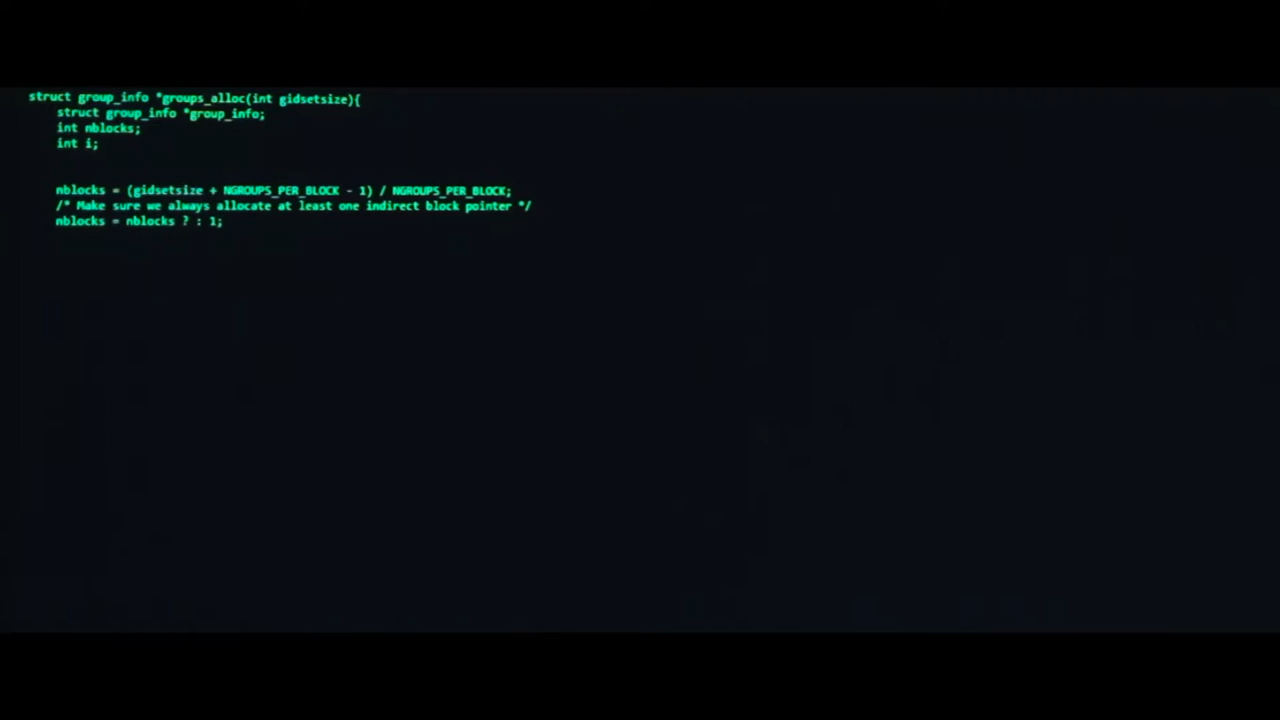 struct group_info *groups_alloc(int gidsetsize){
struct group_info *group_info;
int nblocks;
int i;
nblocks = (gidsetsize + NGROUPS_PER_BLOCK - 1) / NGROUPS_PER_BLOCK;
/* Make sure we always allocate at least one indirect block pointer */
nblocks = nblocks ? : 1;